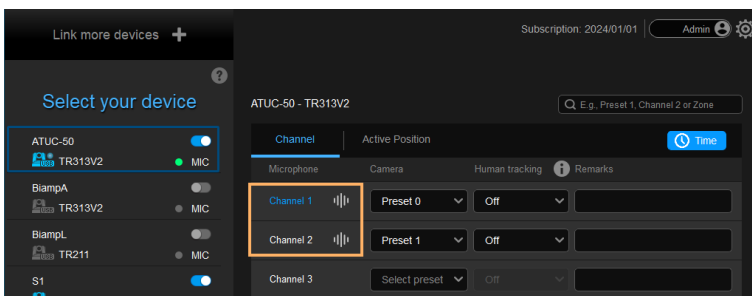 Link more devices
Subscription: 2024/01/01
Admin
Select your device
ATUC-50
TR313V2
MIC
BiampA
TR313V2
MIC
BiampL
TR211
MIC
S1
ATUC-50 - TR313V2
E.g., Preset 1, Channel 2 or Zone
Channel
Active Position
Time
Microphone
Camera
Human tracking
Remarks
Channel 1
Preset 0
Off
Channel 2
Preset 1
Off
Channel 3
Select preset
Off